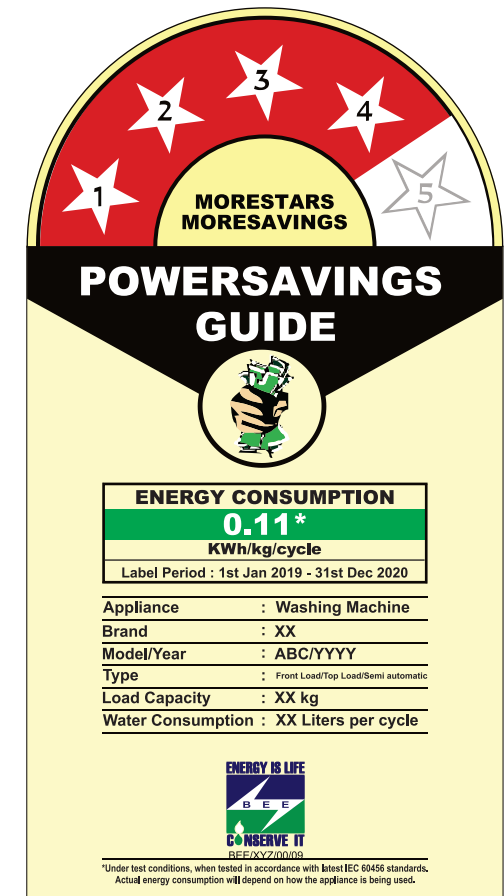 1 2 3 4 5
MORESTARS
MORESAVINGS
POWERSAVINGS
GUIDE
ENERGY CONSUMPTION
0.11*
KWh/kg/cycle
Label Period : 1st Jan 2019 - 31st Dec 2020
Appliance : Washing Machine
Brand : XX
Model/Year : ABC/YYYY
Type : Front Load/Top Load/Semi automatic
Load Capacity : XX kg
Water Consumption : XX Liters per cycle
ENERGY IS LIFE
BEE
CONSERVE IT
BEE/XYZ/00/09
*Under test conditions, when tested in accordance with latest IEC 60456 standards.
Actual energy consumption will depend on how the appliance is being used.